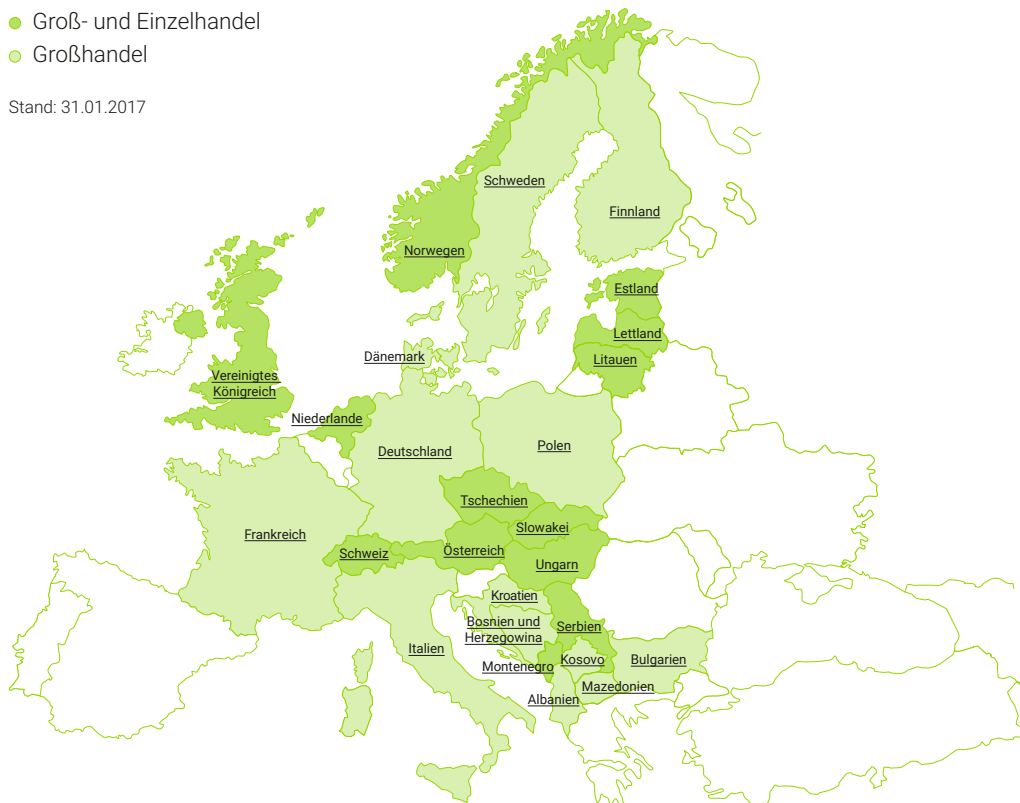 Groß- und Einzelhandel
Großhandel
Stand: 31.01.2017
Schweden
Finnland
Norwegen
Estland
Lettland
Dänemark
Litauen
Vereinigtes
Königreich
Niederlande
Deutschland
Polen
Tschechien
Slowakei
Frankreich
Schweiz
Österreich
Ungarn
Kroatien
Bosnien und
Herzegowina
Serbien
Italien
Montenegro
Kosovo
Bulgarien
Mazedonien
Albanien